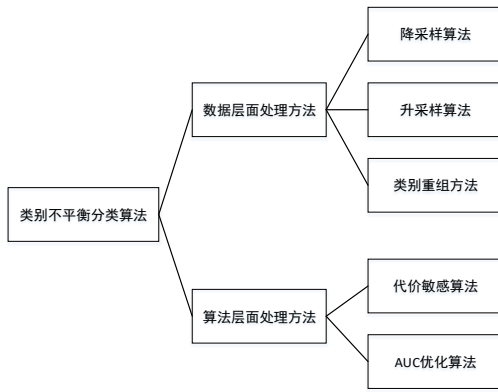 降采样算法
数据层面处理方法
升采样算法
类别重组方法
类别不平衡分类算法
代价敏感算法
算法层面处理方法
AUC优化算法